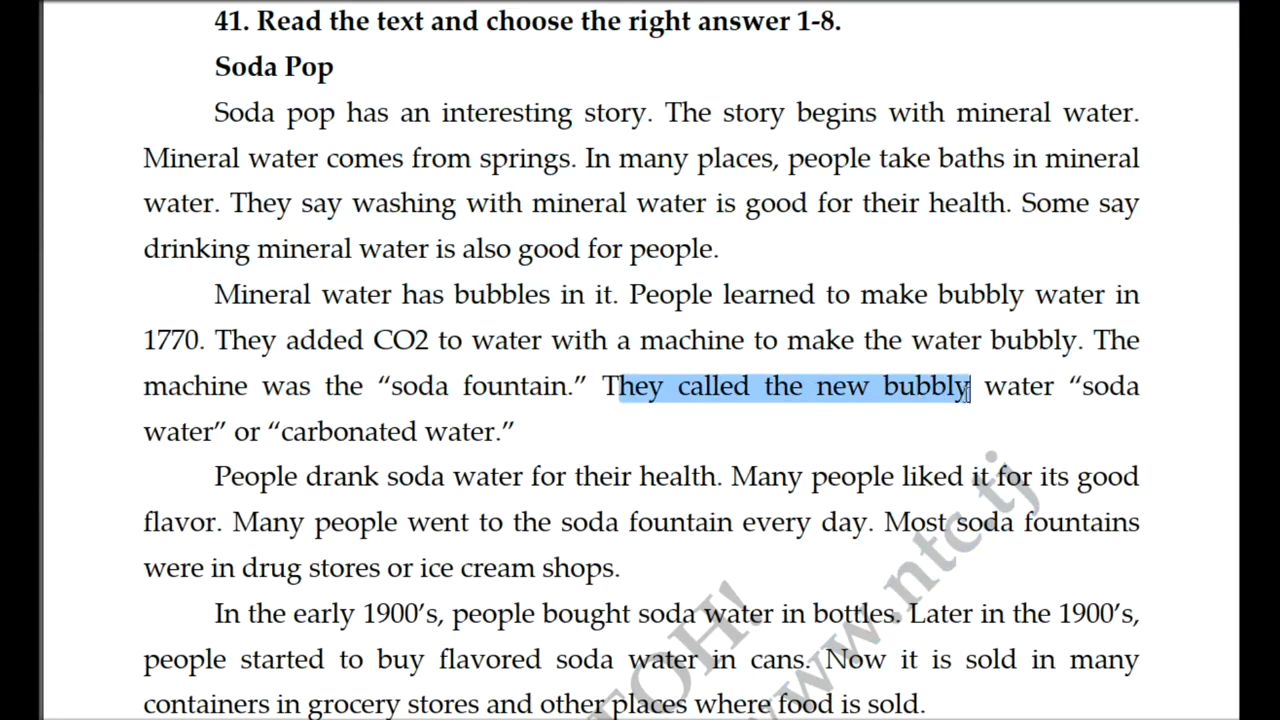 41. Read the text and choose the right answer 1-8.
Soda Pop
Soda pop has an interesting story. The story begins with mineral water.
Mineral water comes from springs. In many places, people take baths in mineral
water. They say washing with mineral water is good for their health. Some say
drinking mineral water is also good for people.
Mineral water has bubbles in it. People learned to make bubbly water in
1770. They added CO2 to water with a machine to make the water bubbly. The
machine was the “soda fountain.” They called the new bubbly water “soda
water” or “carbonated water.”
People drank soda water for their health. Many people liked it for its good
flavor. Many people went to the soda fountain every day. Most soda fountains
were in drug stores or ice cream shops.
In the early 1900’s, people bought soda water in bottles. Later in the 1900’s,
people started to buy flavored soda water in cans. Now it is sold in many
containers in grocery stores and other places where food is sold.
TOH!
www.ntc.tj